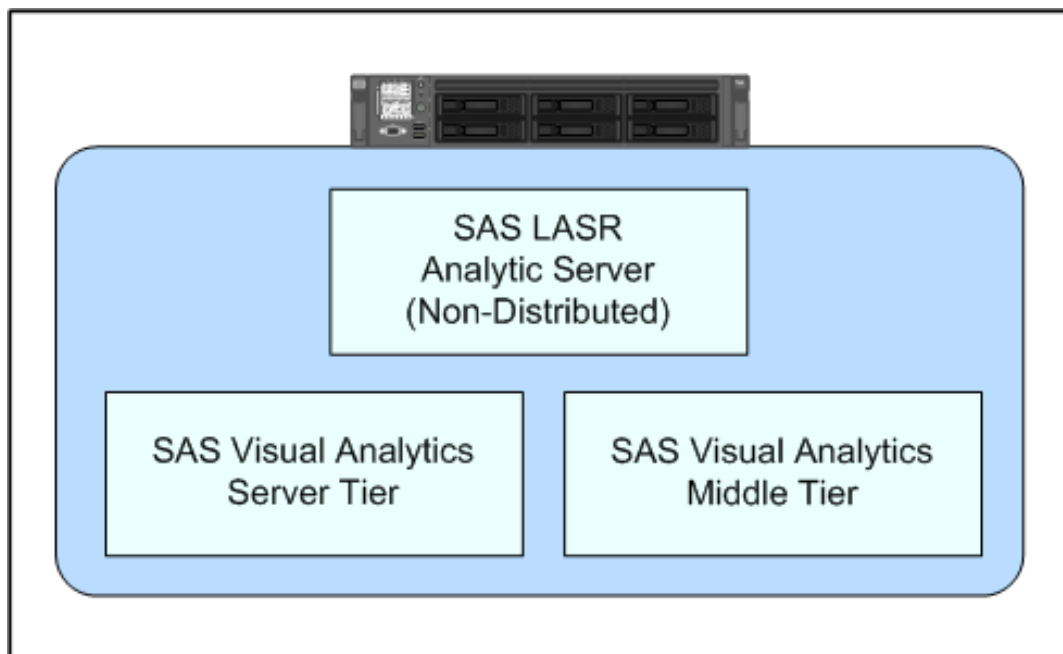 SAS LASR
Analytic Server
(Non-Distributed)
SAS Visual Analytics
Server Tier
SAS Visual Analytics
Middle Tier